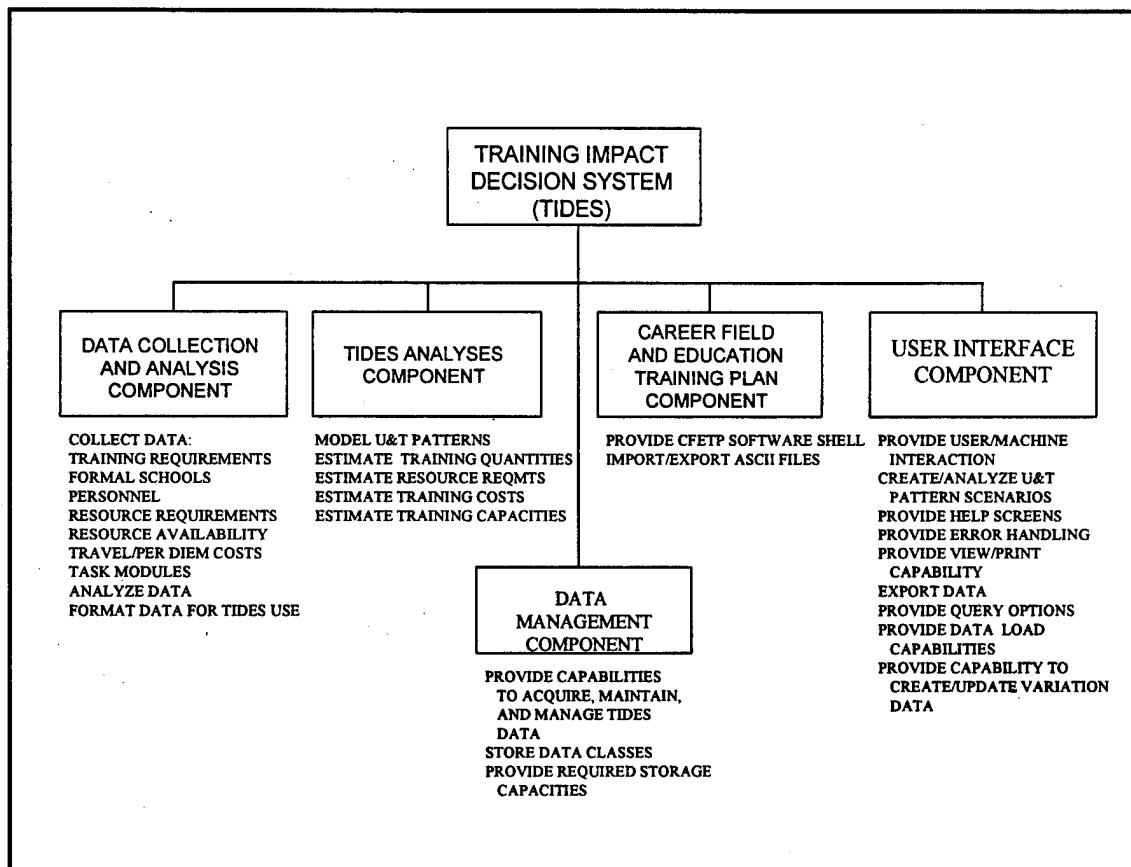 TRAINING IMPACT
DECISION SYSTEM
(TIDES)
DATA COLLECTION
AND ANALYSIS
COMPONENT
COLLECT DATA:
TRAINING REQUIREMENTS
FORMAL SCHOOLS
PERSONNEL
RESOURCE REQUIREMENTS
RESOURCE AVAILABILITY
TRAVEL/PER DIEM COSTS
TASK MODULES
ANALYZE DATA
FORMAT DATA FOR TIDES USE
TIDES ANALYSES
COMPONENT
MODEL U&T PATTERNS
ESTIMATE TRAINING QUANTITIES
ESTIMATE RESOURCE REQMTS
ESTIMATE TRAINING COSTS
ESTIMATE TRAINING CAPACITIES
DATA
MANAGEMENT
COMPONENT
PROVIDE CAPABILITIES
TO ACQUIRE, MAINTAIN,
AND MANAGE TIDES
DATA
STORE DATA CLASSES
PROVIDE REQUIRED STORAGE
CAPACITIES
CAREER FIELD
AND EDUCATION
TRAINING PLAN
COMPONENT
PROVIDE CFETP SOFTWARE SHELL
IMPORT/EXPORT ASCII FILES
USER INTERFACE
COMPONENT
PROVIDE USER/MACHINE
INTERACTION
CREATE/ANALYZE U&T
PATTERN SCENARIOS
PROVIDE HELP SCREENS
PROVIDE ERROR HANDLING
PROVIDE VIEW/PRINT
CAPABILITY
EXPORT DATA
PROVIDE QUERY OPTIONS
PROVIDE DATA LOAD
CAPABILITIES
PROVIDE CAPABILITY TO
CREATE/UPDATE VARIATION
DATA